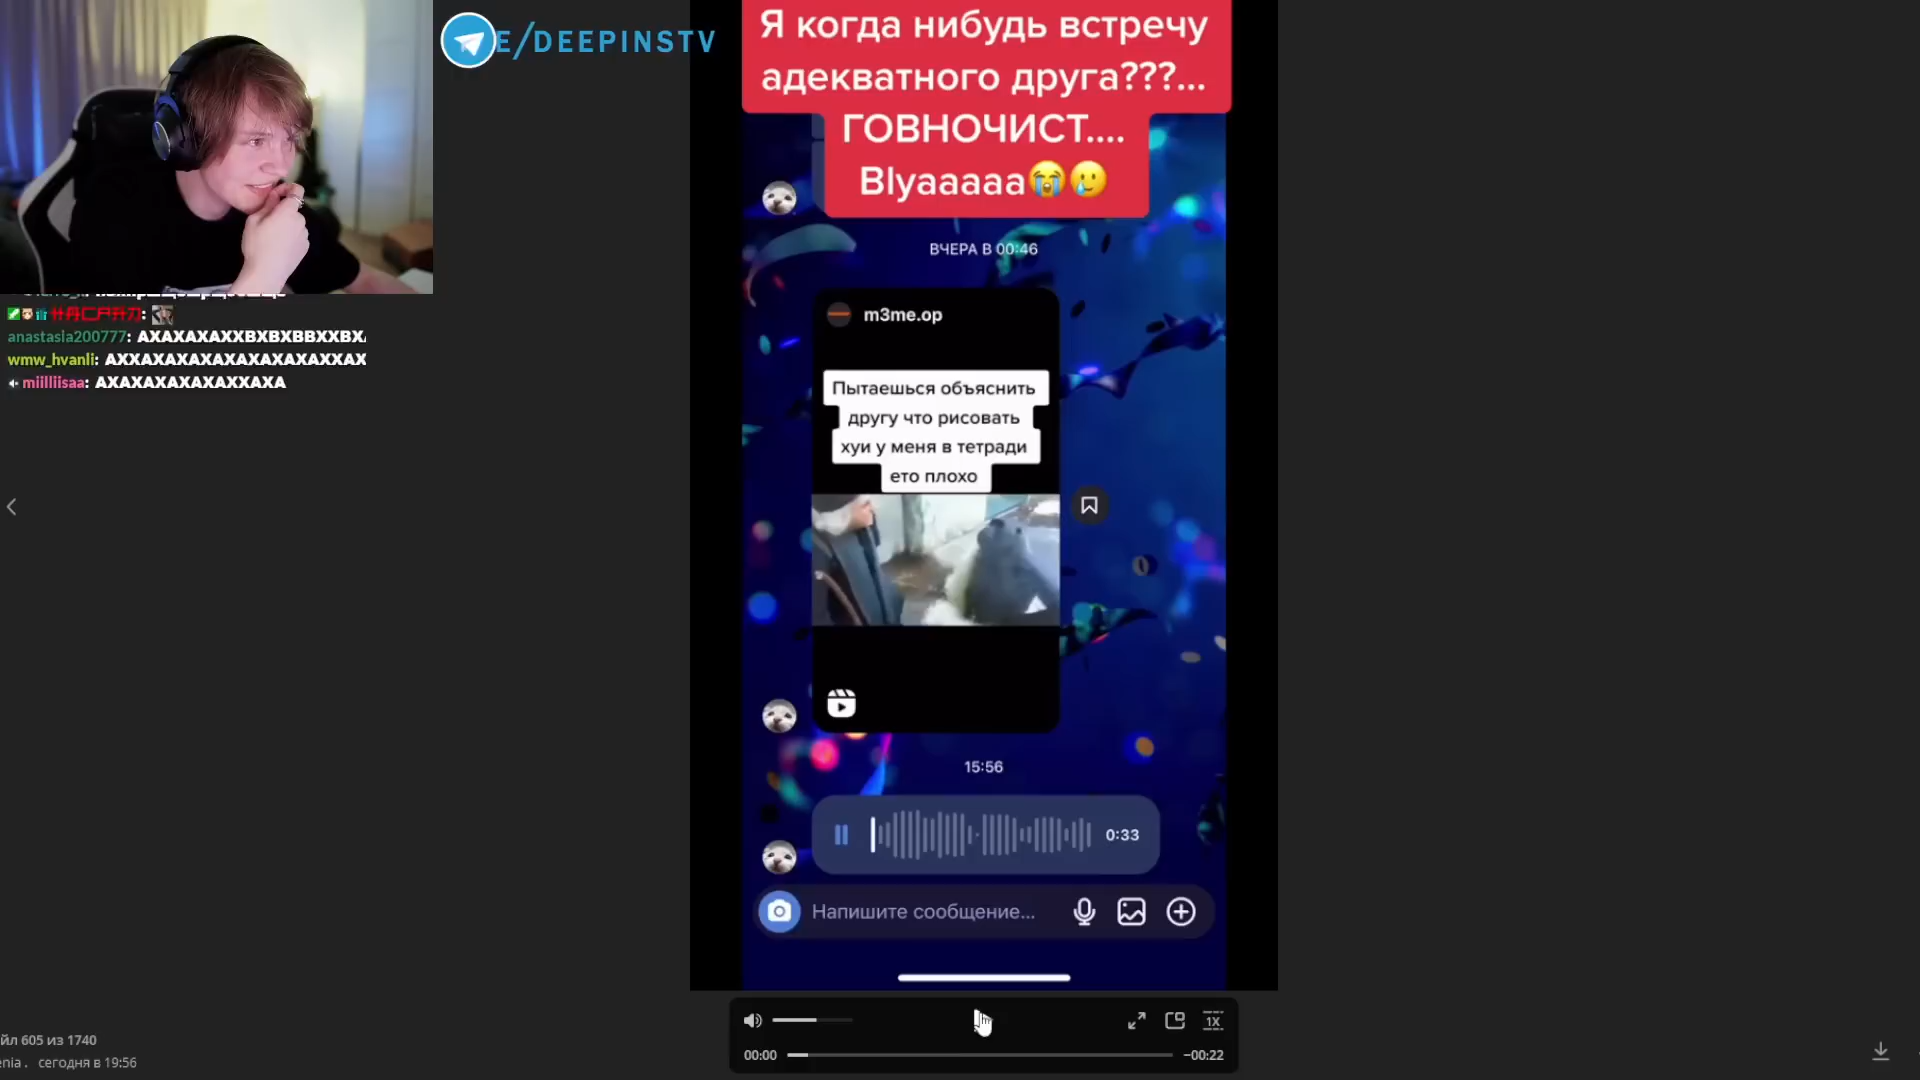 E/DEEPINSTV
Я когда нибудь встречу
адекватного друга???...
ГОВНОЧИСТ....
Blyaaaaa😭🥲
ВЧЕРА В 00:46
m3me.op
Пытаешься объяснить
другу что рисовать
хуи у меня в тетради
ето плохо
15:56
0:33
Напишите сообщение...
anastasia200777: АХАХАХАХХВХВХВВХХВХ
wmw_hvanli: АХХАХАХАХАХАХАХАХАХХАХ
miilliisaa: АХАХАХАХАХАХХАХА
1X
00:00
−00:22
йл 605 из 1740
enia. сегодня в 19:56